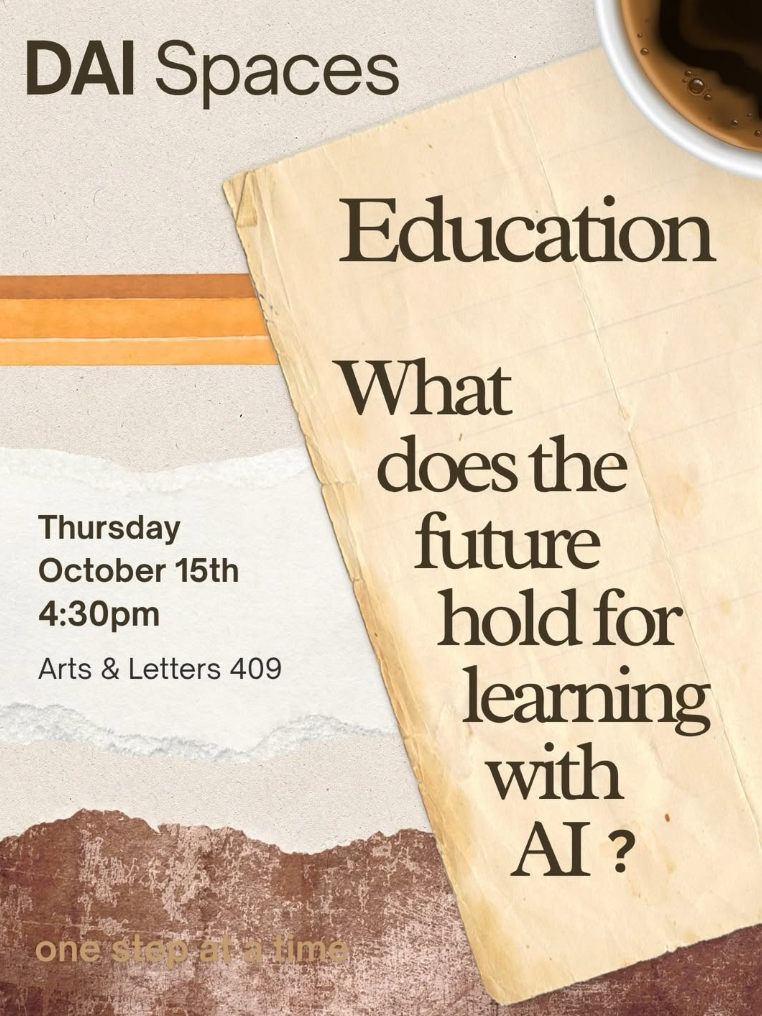 DAI Spaces
Education
What
does the
future
hold for
learning
with
AI ?
Thursday
October 15th
4:30pm
Arts & Letters 409
one step at a time